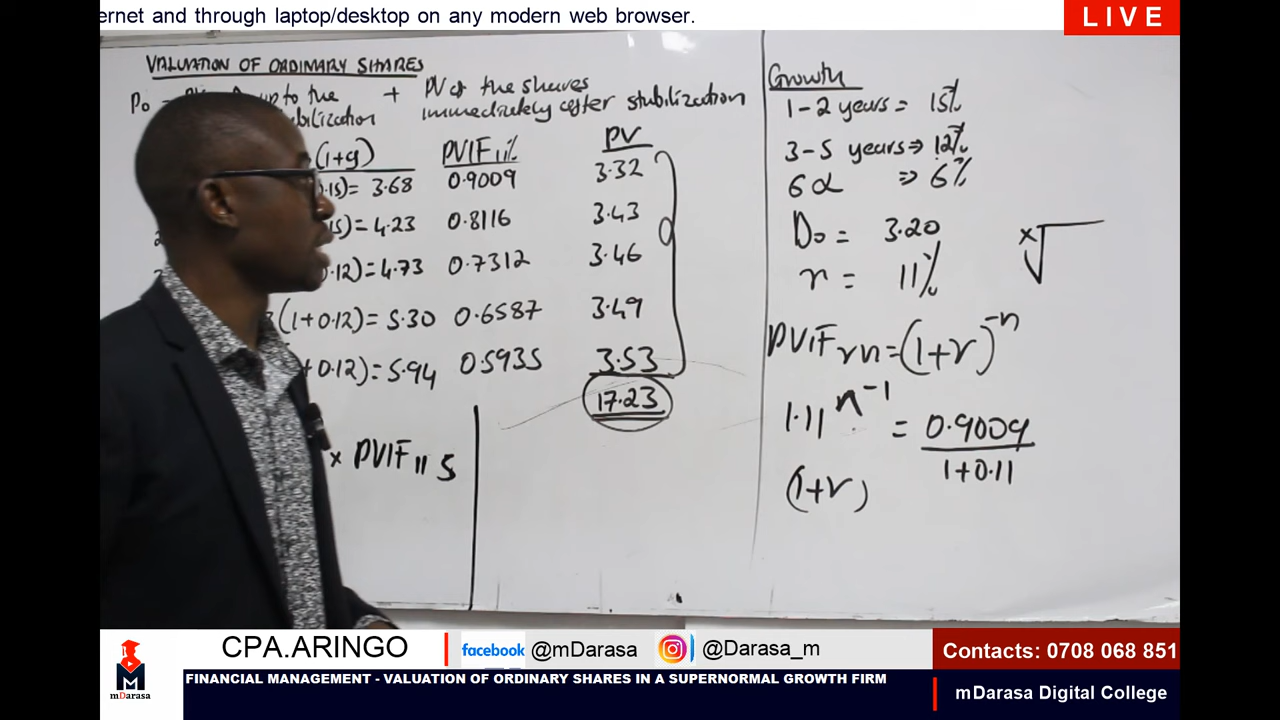 ernet and through laptop/desktop on any modern web browser.
LIVE
VALUATION OF ORDINARY SHARES
P0 up to the + PV of the shares
bilization immediately after stabilization
(1+g) PVIF11% PV
.15)= 3.68 0.9009 3.32
15)= 4.23 0.8116 3.43
.12)= 4.73 0.7312 3.46
(1+0.12)= 5.30 0.6587 3.49
+0.12)= 5.94 0.5935 3.53
17.23
x PVIF11 5
Growth
1-2 years = 15%
3-5 years ⇒ 12%
6 α ⇒ 6%
D0 = 3.20
r = 11%
x√
PVIFrn=(1+r)^-n
1.11 n^-1 = 0.9009
1+0.11
(1+r)
CPA.ARINGO
facebook @mDarasa
@Darasa_m
Contacts: 0708 068 851
mDarasa
FINANCIAL MANAGEMENT - VALUATION OF ORDINARY SHARES IN A SUPERNORMAL GROWTH FIRM
mDarasa Digital College